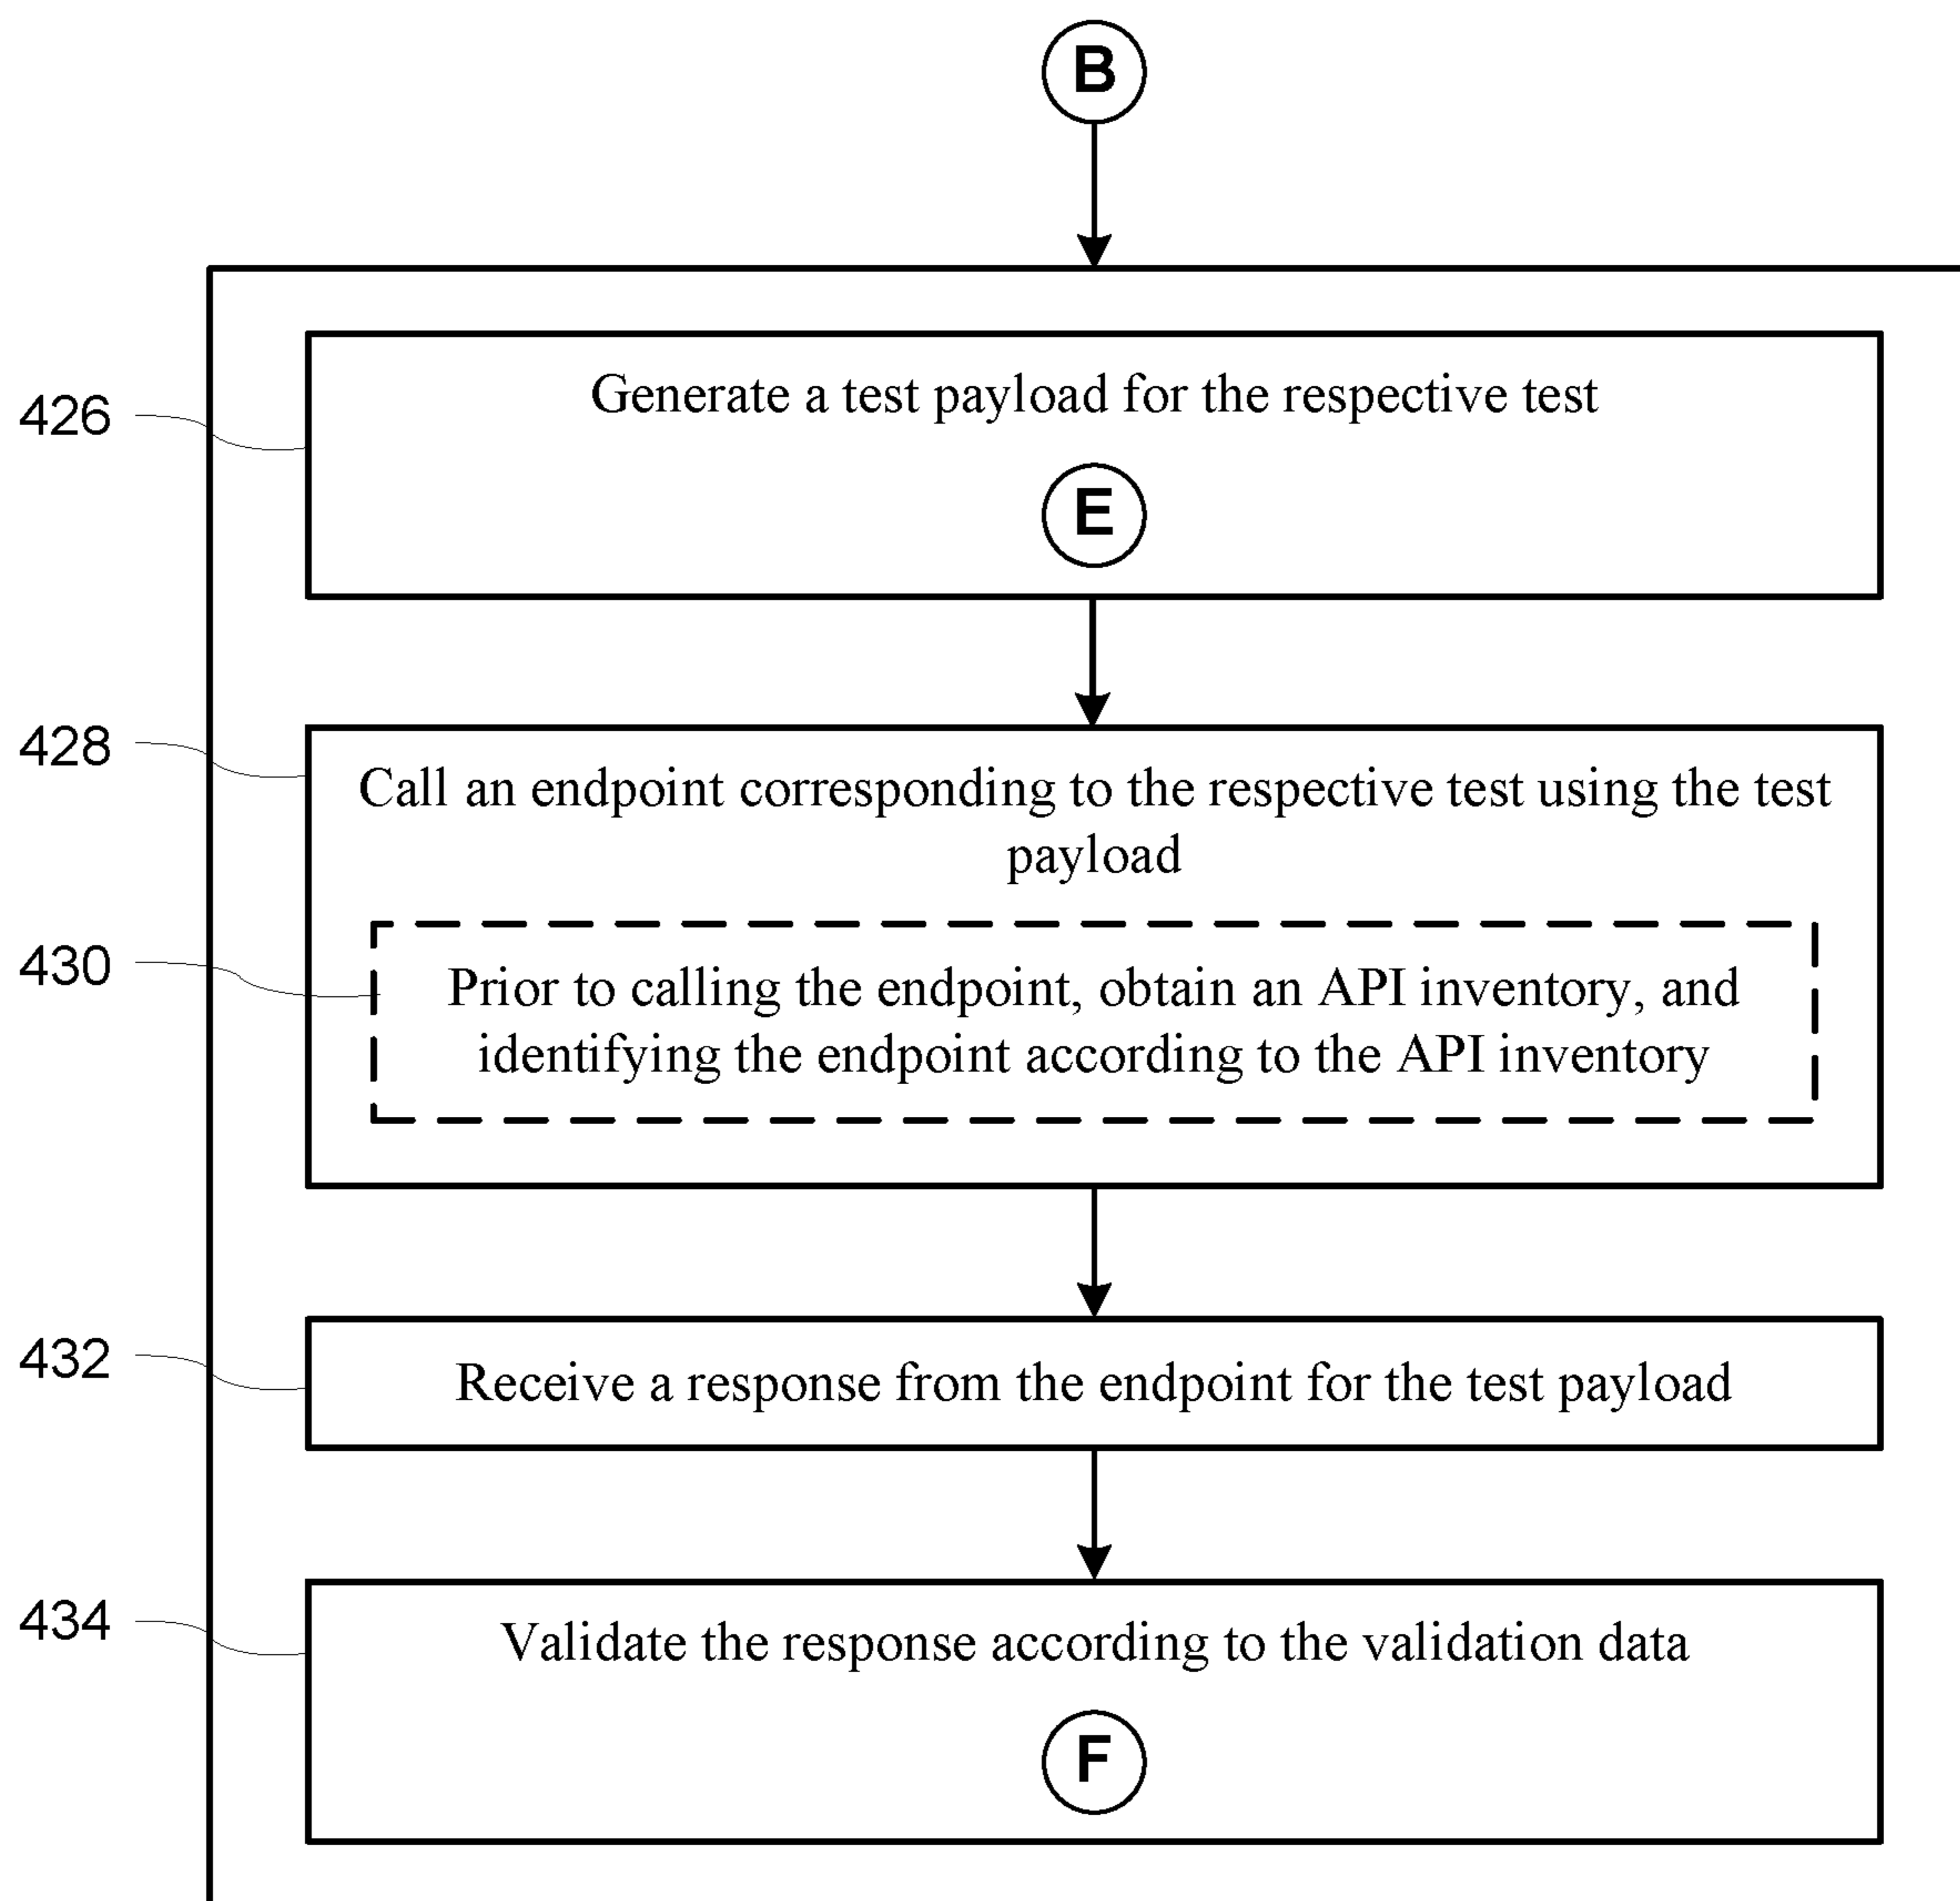 B
426
Generate a test payload for the respective test
E
428
Call an endpoint corresponding to the respective test using the test
payload
430
Prior to calling the endpoint, obtain an API inventory, and
identifying the endpoint according to the API inventory
432
Receive a response from the endpoint for the test payload
434
Validate the response according to the validation data
F